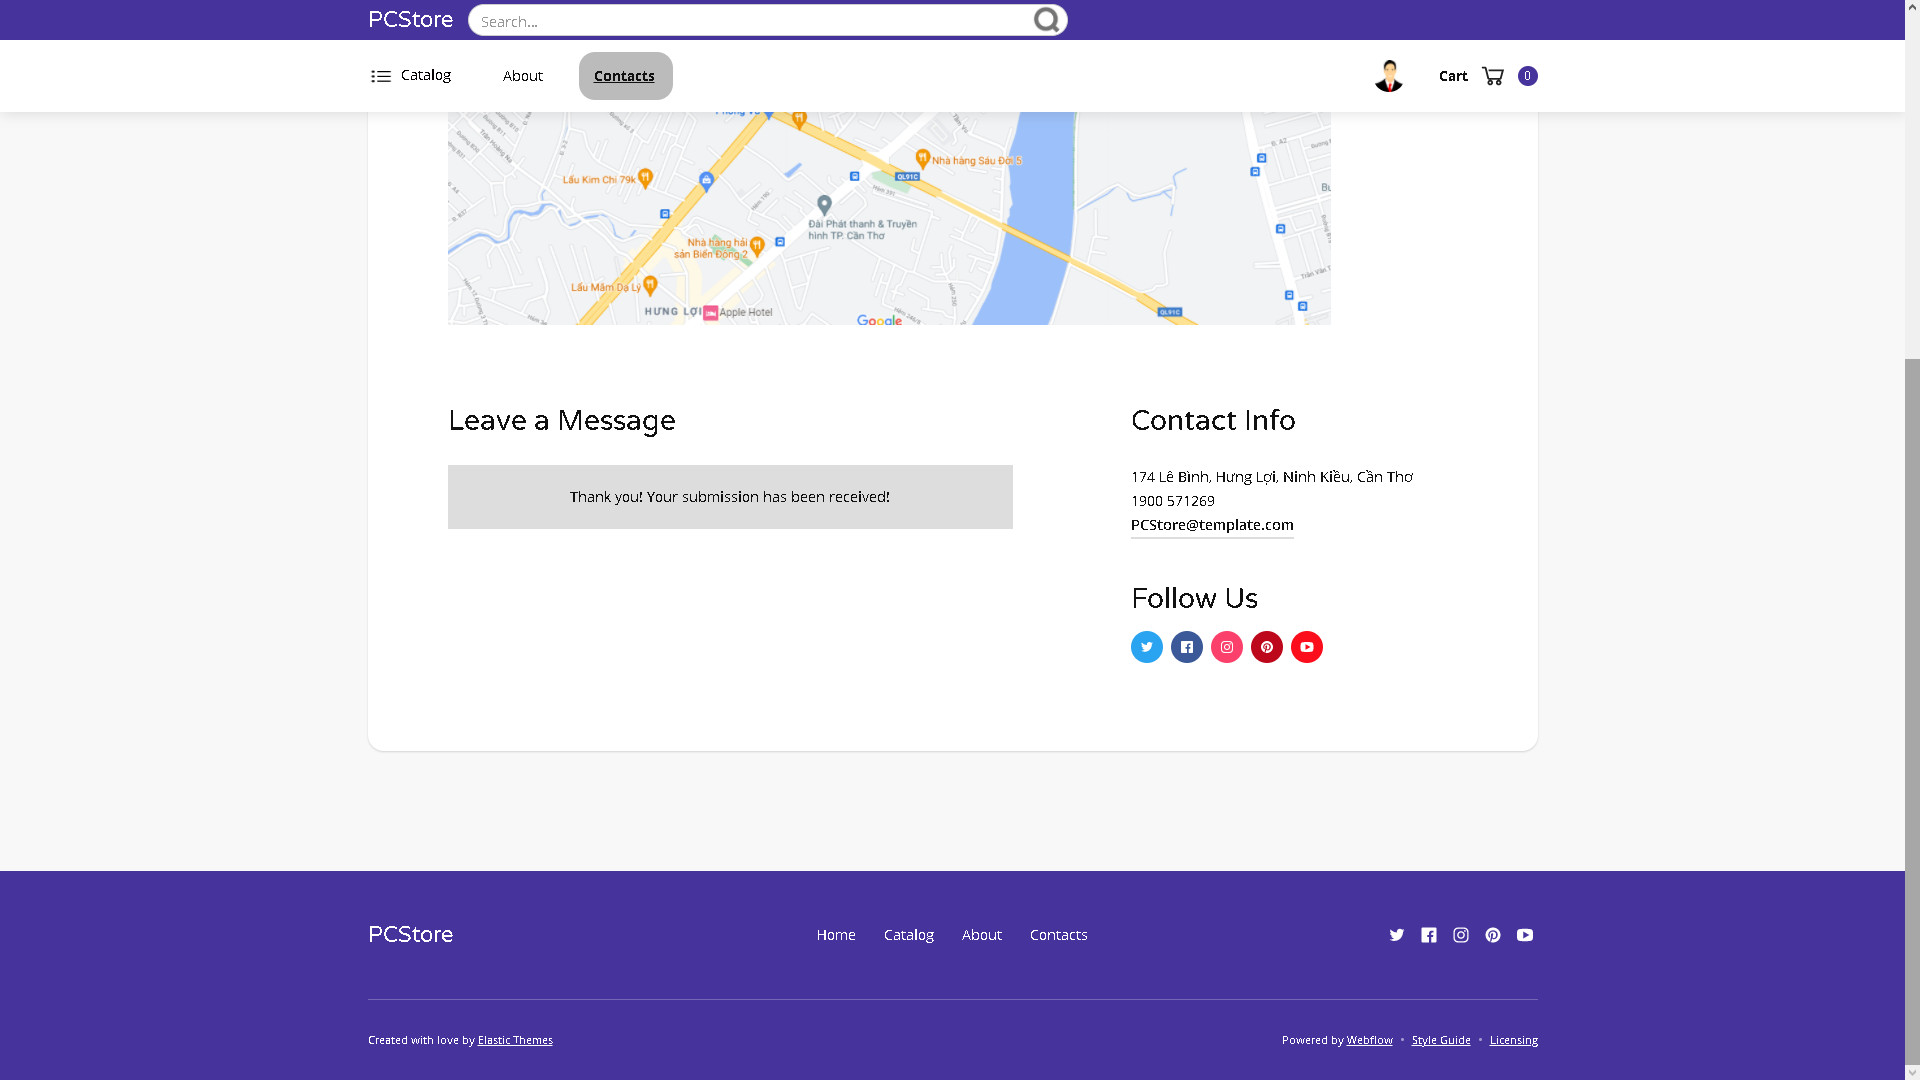 PCStore
Search...
Catalog
About
Contacts
Cart
0
Nhà hàng Sáu Đời 5
Lẩu Kim Chi 79k
QL91C
Đài Phát thanh & Truyền
hình TP. Cần Thơ
Nhà hàng hải
sản Biển Đông 2
Lẩu Mắm Dạ Lý
HƯNG LỢI
Apple Hotel
Google
QL91C
Leave a Message
Thank you! Your submission has been received!
Contact Info
174 Lê Bình, Hưng Lợi, Ninh Kiều, Cần Thơ
1900 571269
PCStore@template.com
Follow Us
PCStore
Home
Catalog
About
Contacts
Created with love by Elastic Themes
Powered by Webflow • Style Guide • Licensing